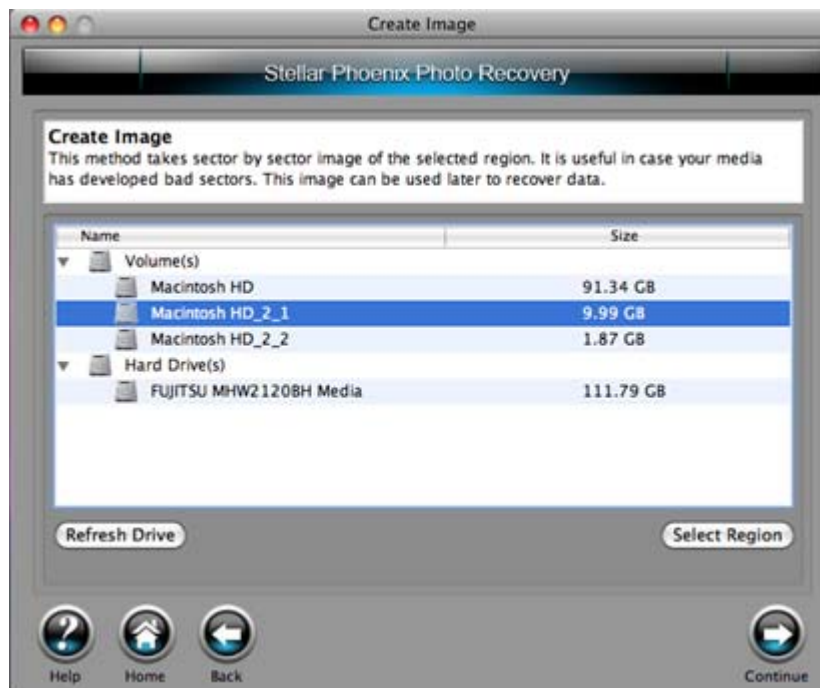 Create Image
Stellar Phoenix Photo Recovery
Create Image
This method takes sector by sector image of the selected region. It is useful in case your media
has developed bad sectors. This image can be used later to recover data.
Name Size
Volume(s)
Macintosh HD 91.34 GB
Macintosh HD_2_1 9.99 GB
Macintosh HD_2_2 1.87 GB
Hard Drive(s)
FUJITSU MHW2120BH Media 111.79 GB
Refresh Drive Select Region
? 
Help Home Back Continue